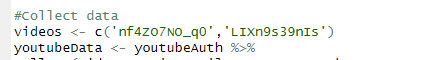 #Collect data
videos <- c('nf4ZO7NO_q0','LIXn9s39nIs')
youtubeData <- youtubeAuth %>%